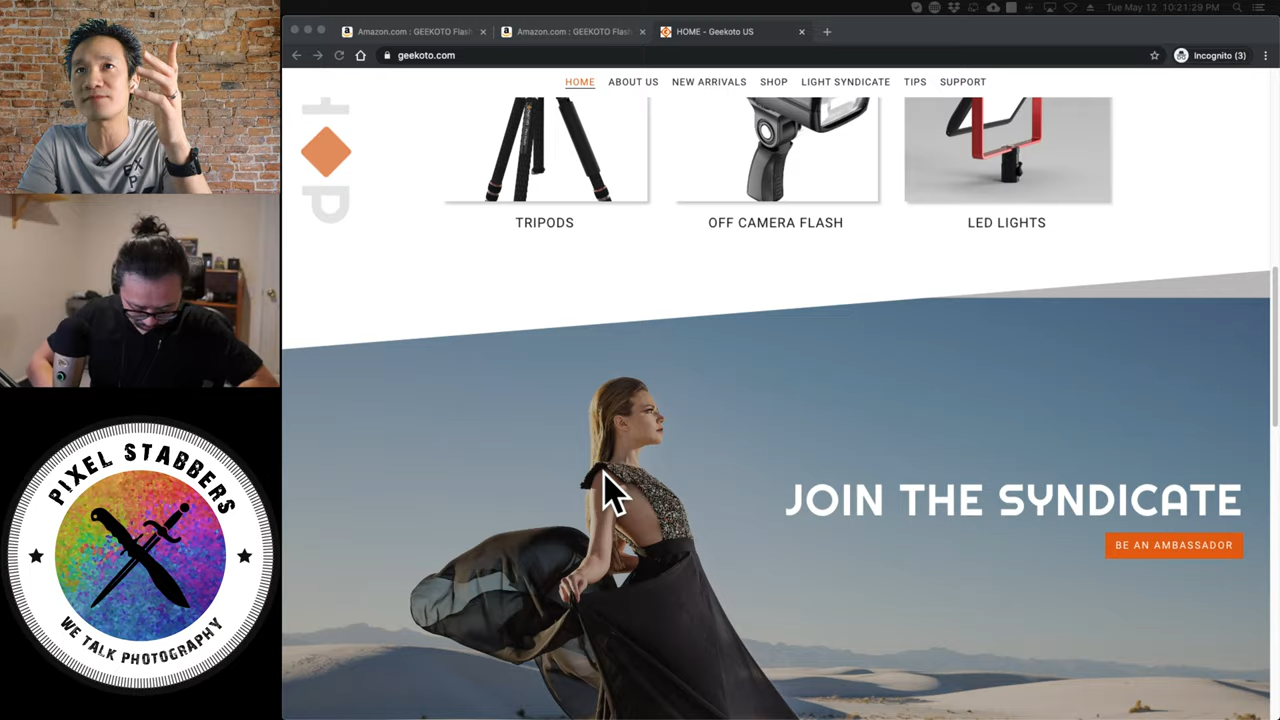 Tue May 12 10:21:29 PM
Amazon.com : GEEKOTO Flash
Amazon.com : GEEKOTO Flash
HOME - Geekoto US
geekoto.com
Incognito (3)
HOME ABOUT US NEW ARRIVALS SHOP LIGHT SYNDICATE TIPS SUPPORT
P
TRIPODS OFF CAMERA FLASH LED LIGHTS
JOIN THE SYNDICATE
BE AN AMBASSADOR
PIXEL STABBERS
WE TALK PHOTOGRAPHY